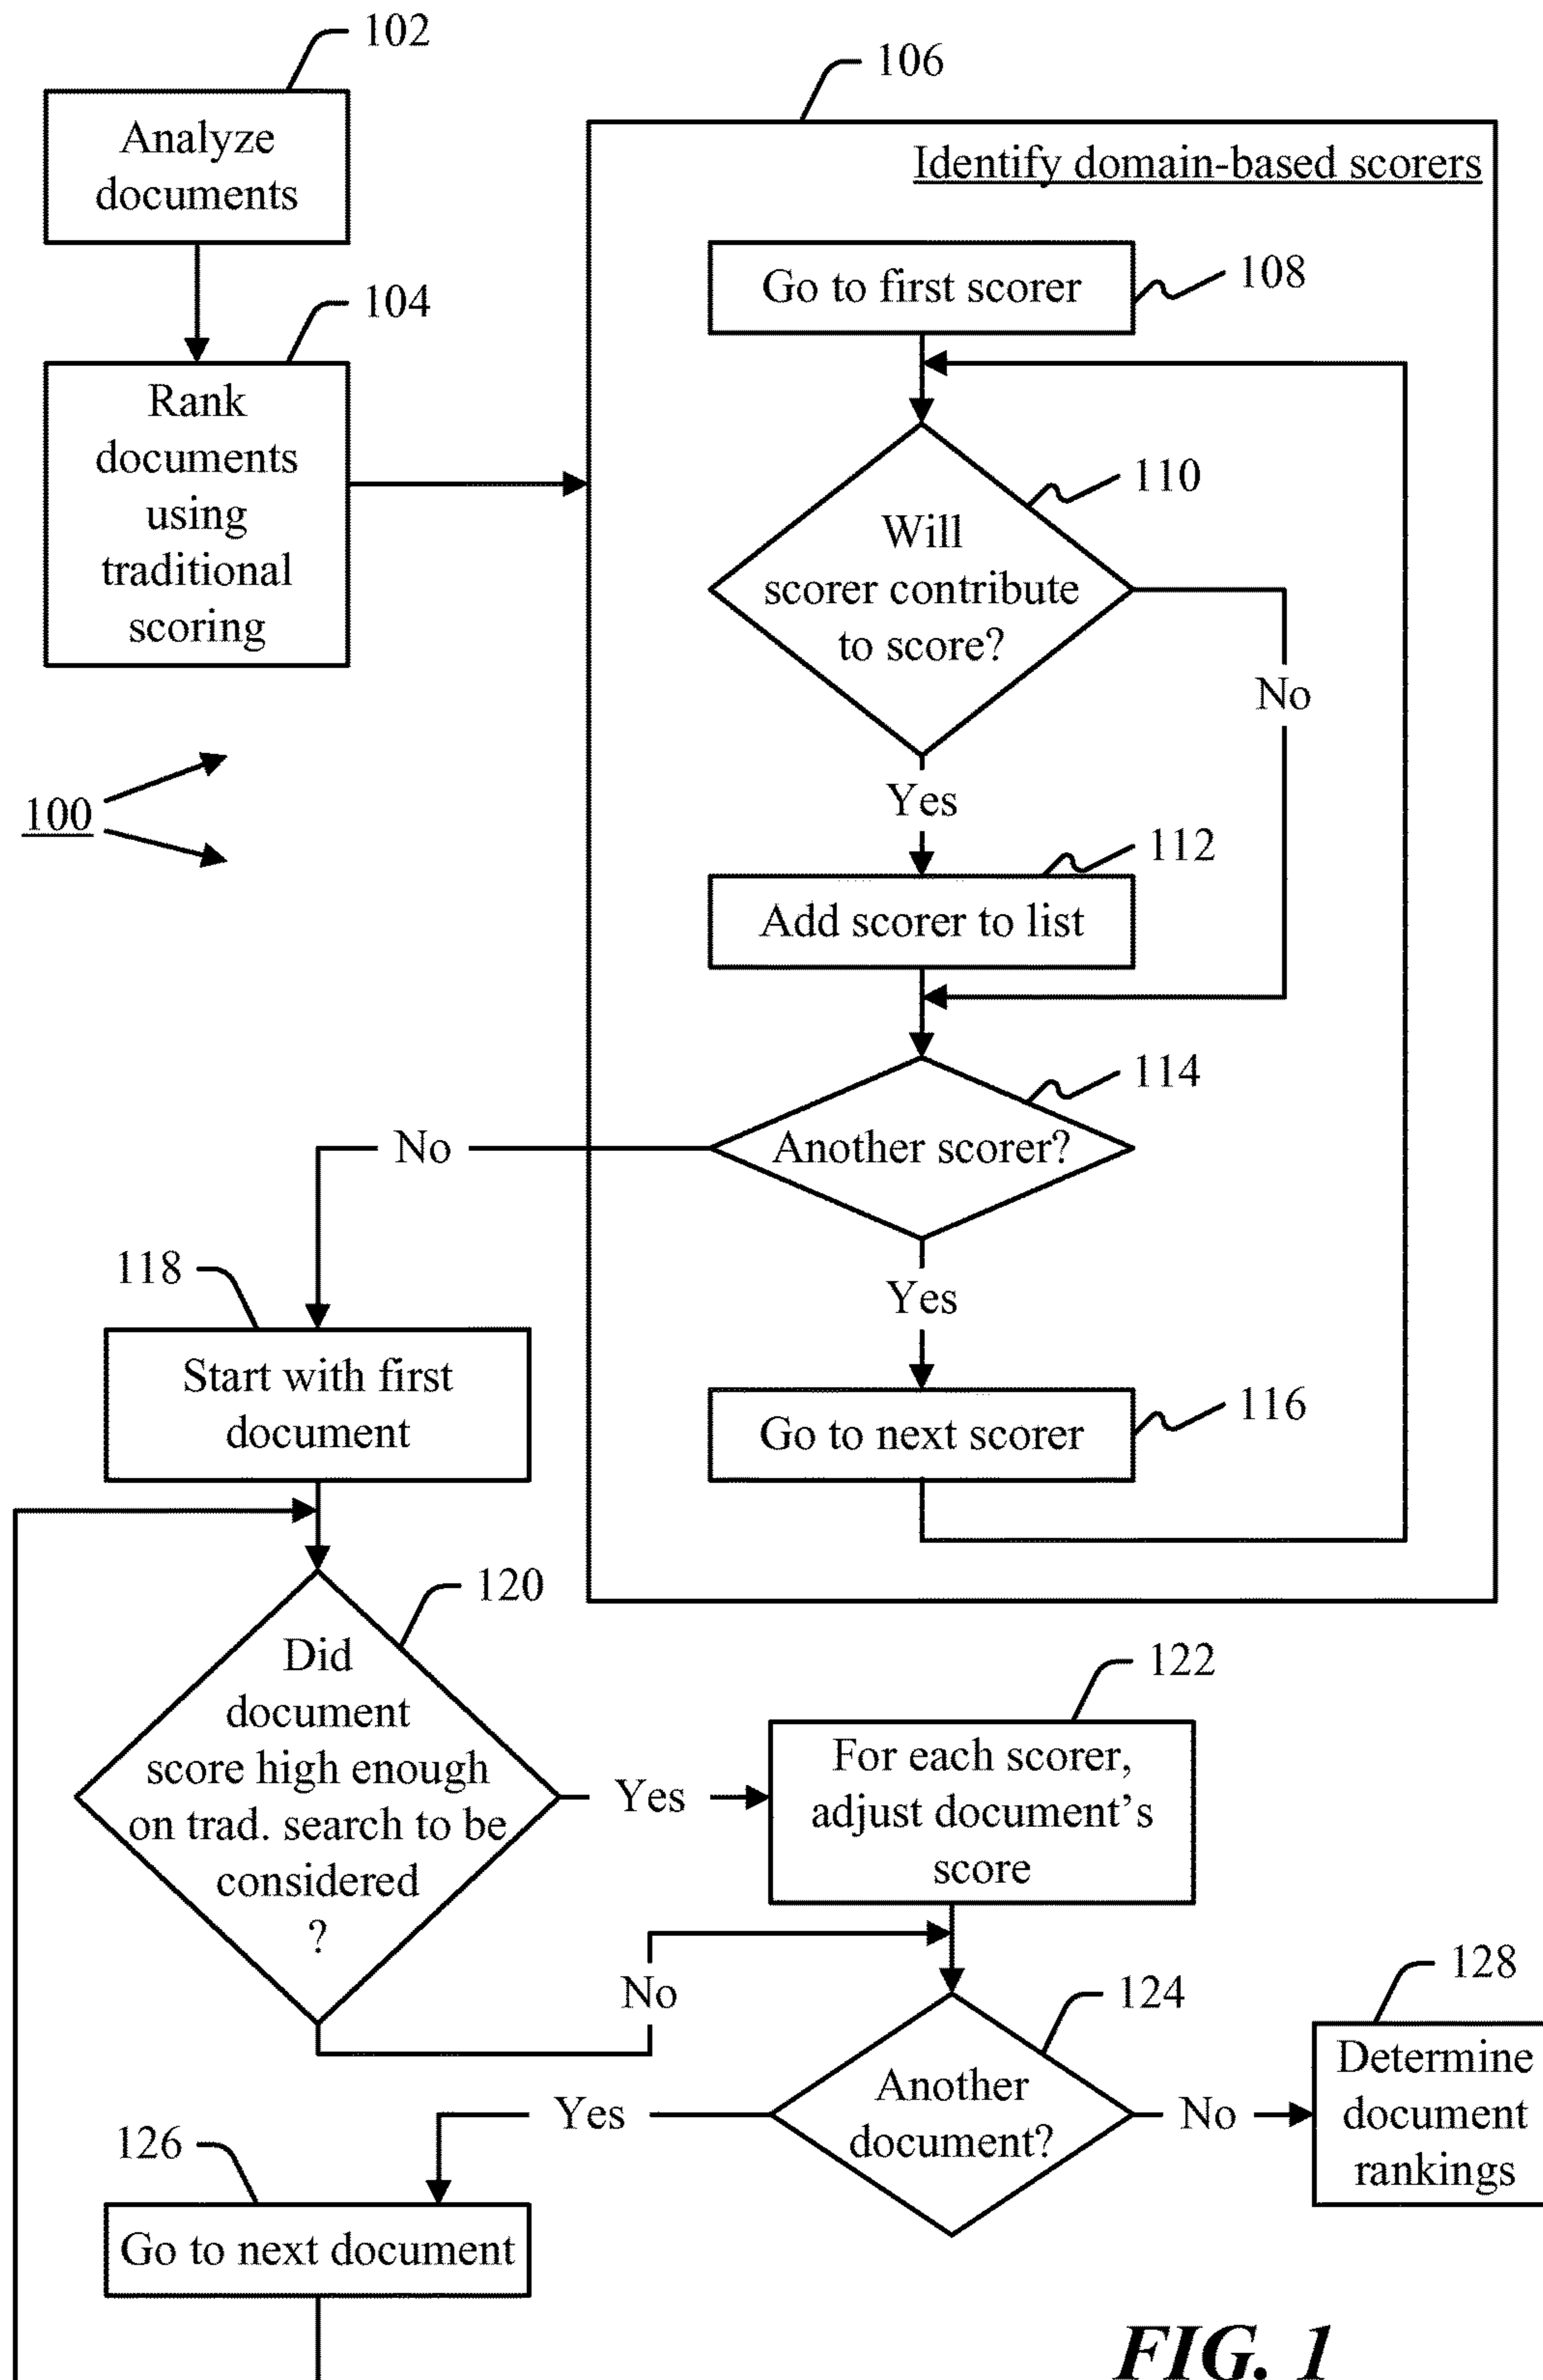 102
Analyze
documents
104
Rank
documents
using
traditional
scoring
100
106
Identify domain-based scorers
Go to first scorer
108
110
Will
scorer contribute
to score?
No
Yes
112
Add scorer to list
114
Another scorer?
No
Yes
Go to next scorer
116
118
Start with first
document
120
Did
document
score high enough
on trad. search to be
considered
?
Yes
No
122
For each scorer,
adjust document's
score
124
Another
document?
Yes
No
126
Go to next document
128
Determine
document
rankings
FIG. 1